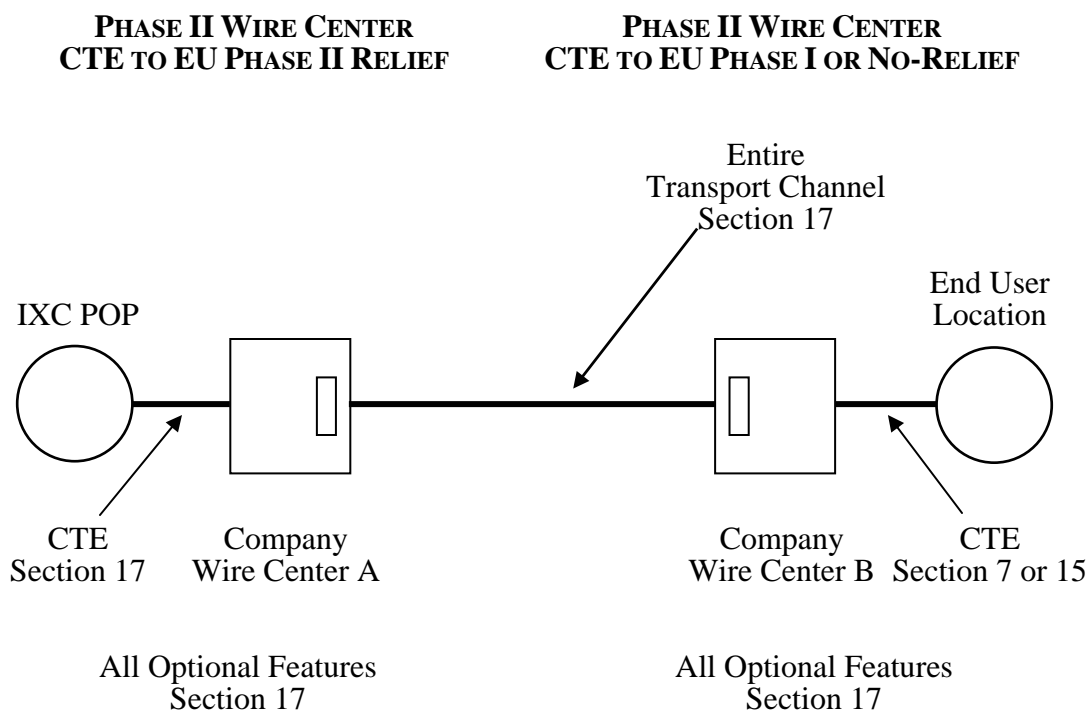 PHASE II WIRE CENTER
CTE TO EU PHASE II RELIEF
PHASE II WIRE CENTER
CTE TO EU PHASE I OR NO-RELIEF
Entire
Transport Channel
Section 17
IXC POP
End User
Location
CTE
Section 17
Company
Wire Center A
Company
Wire Center B
CTE
Section 7 or 15
All Optional Features
Section 17
All Optional Features
Section 17